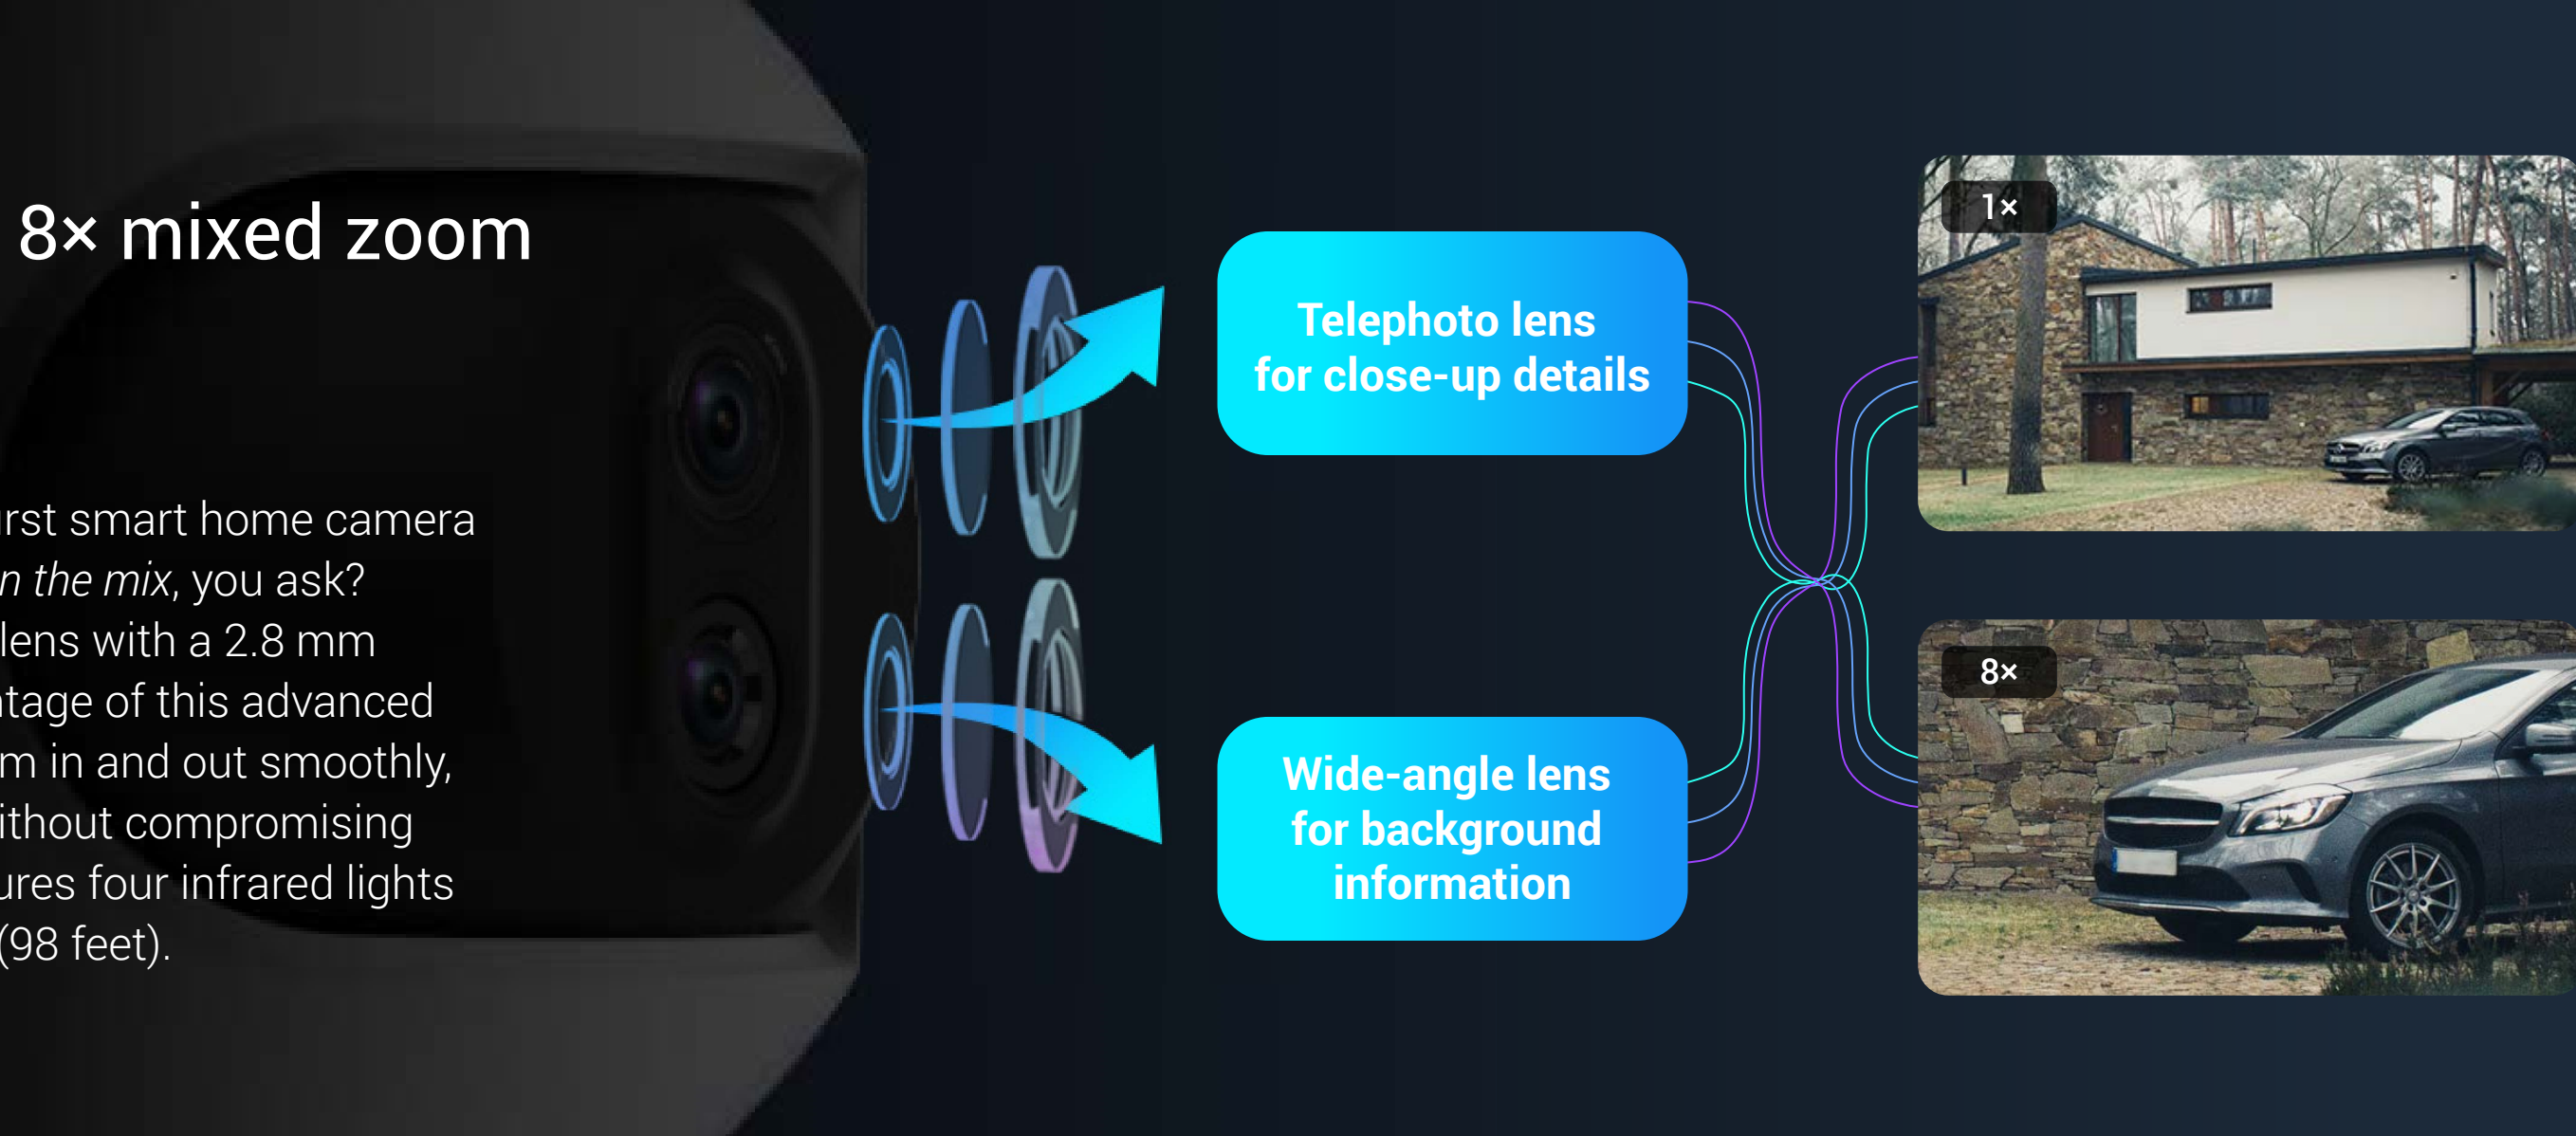 8× mixed zoom
rst smart home camera
n the mix, you ask?
lens with a 2.8 mm
tage of this advanced
m in and out smoothly,
ithout compromising
ures four infrared lights
(98 feet).
Telephoto lens
for close-up details
Wide-angle lens
for background
information
1×
8×